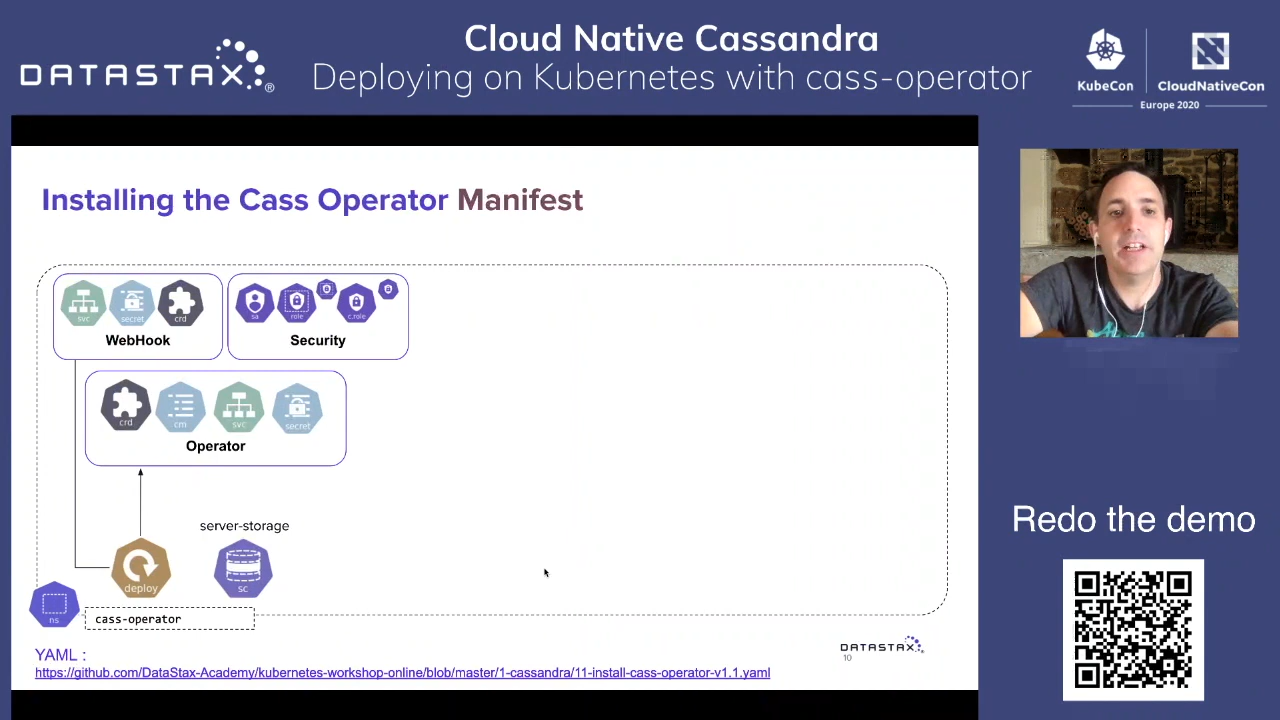 Cloud Native Cassandra
Deploying on Kubernetes with cass-operator
DATASTAX®
KubeCon
CloudNativeCon
Europe 2020
Installing the Cass Operator Manifest
svc
secret
crd
WebHook
sa
role
c.role
Security
crd
cm
svc
secret
Operator
server-storage
deploy
sc
ns
cass-operator
YAML :
https://github.com/DataStax-Academy/kubernetes-workshop-online/blob/master/1-cassandra/11-install-cass-operator-v1.1.yaml
DATASTAX
10
Redo the demo